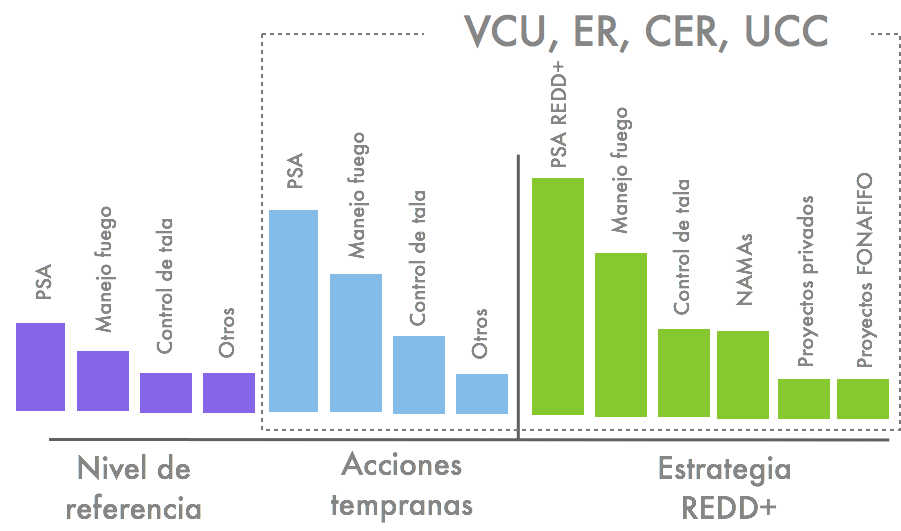 VCU, ER, CER, UCC
PSA
Manejo fuego
Control de tala
Otros
PSA
Manejo fuego
Control de tala
Otros
PSA REDD+
Manejo fuego
Control de tala
NAMAs
Proyectos privados
Proyectos FONAFIFO
Nivel de
referencia
Acciones
tempranas
Estrategia
REDD+